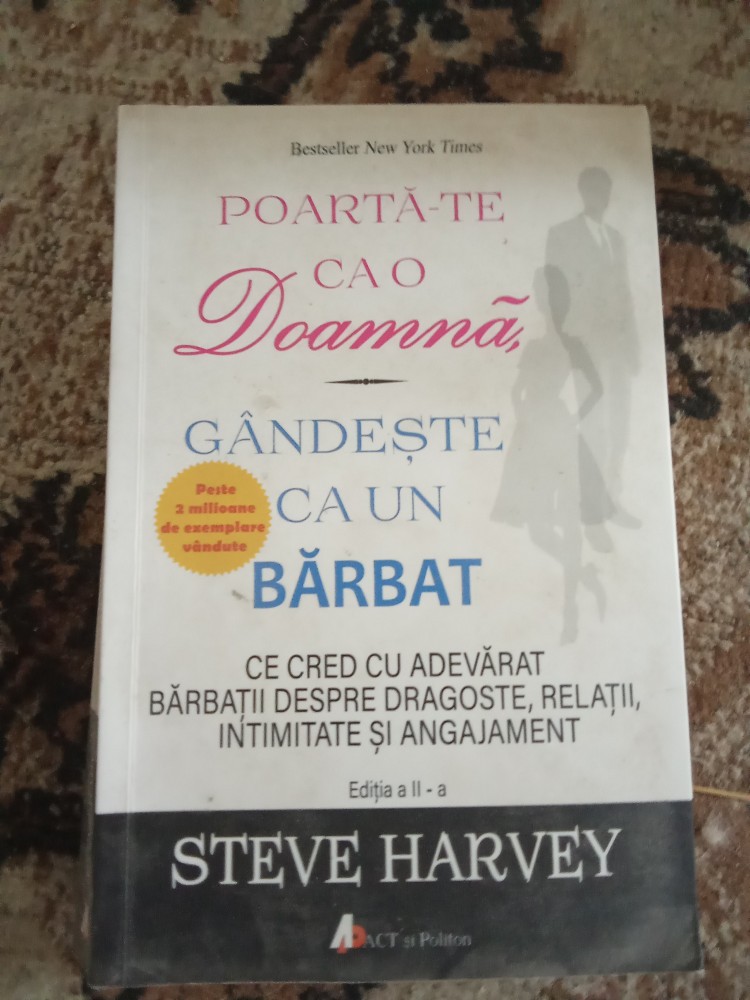 Bestseller New York Times
POARTĂ-TE
CA O
Doamnã,
GÂNDEȘTE
CA UN
BĂRBAT
Peste
2 milioane
de exemplare
vândute
CE CRED CU ADEVĂRAT
BĂRBAȚII DESPRE DRAGOSTE, RELAȚII,
INTIMITATE ȘI ANGAJAMENT
Ediția a II - a
STEVE HARVEY
ACT și Politon